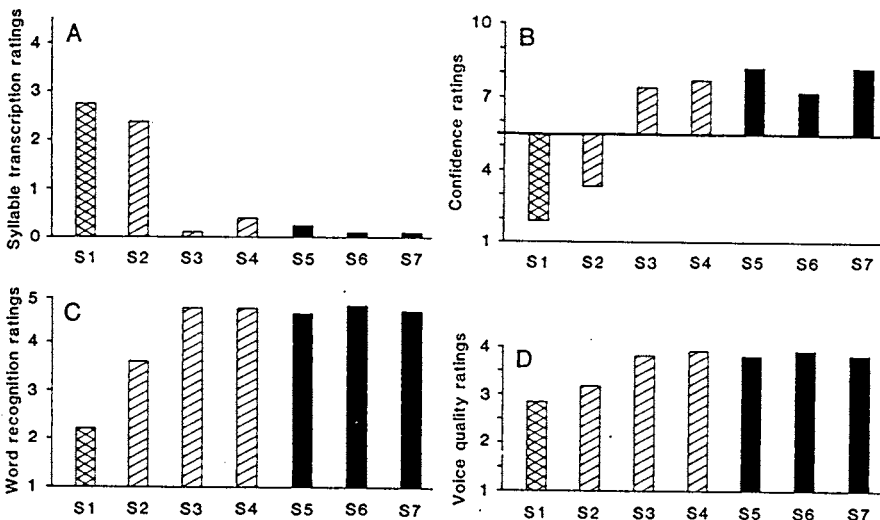 A
Syllable transcription ratings
4
3
2
1
0
S1 S2 S3 S4 S5 S6 S7
B
Confidence ratings
10
7
4
1
S1 S2 S3 S4 S5 S6 S7
C
Word recognition ratings
5
4
3
2
1
S1 S2 S3 S4 S5 S6 S7
D
Voice quality ratings
4
3
2
1
S1 S2 S3 S4 S5 S6 S7